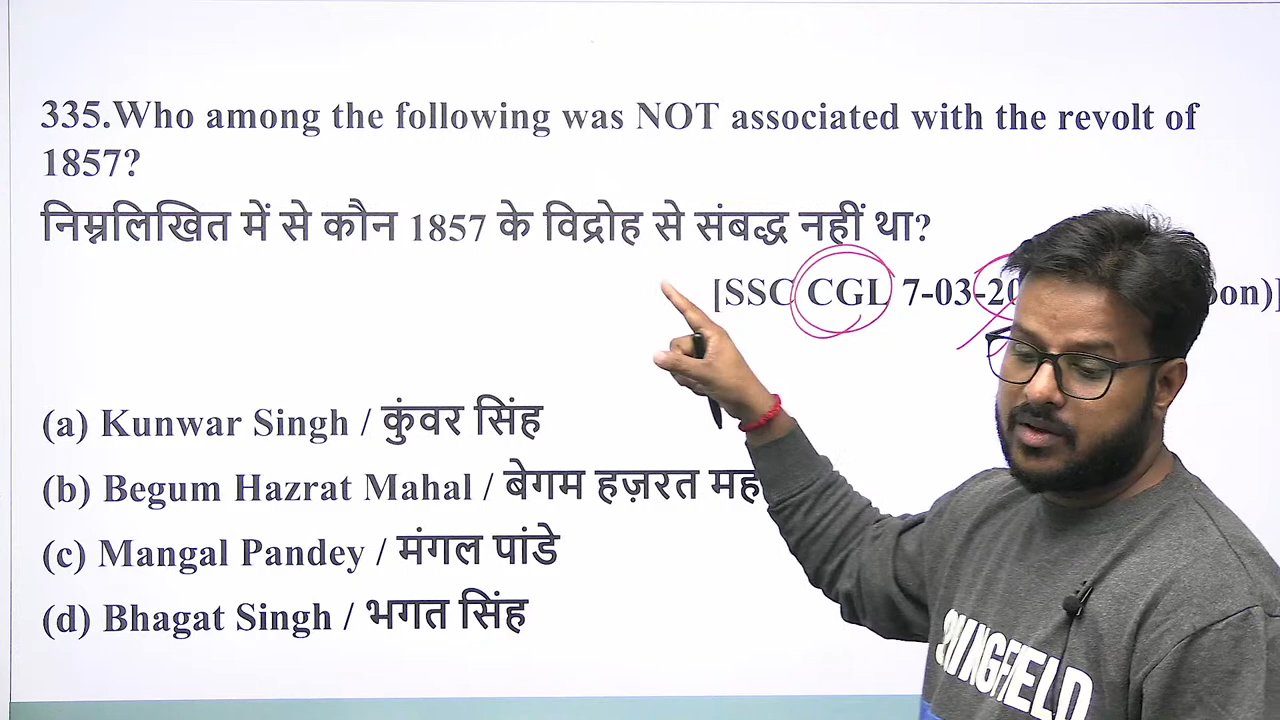 335.Who among the following was NOT associated with the revolt of
1857?
निम्नलिखित में से कौन 1857 के विद्रोह से संबद्ध नहीं था?
[SSC CGL 7-03-20 oon)]
(a) Kunwar Singh / कुंवर सिंह
(b) Begum Hazrat Mahal / बेगम हज़रत मह
(c) Mangal Pandey / मंगल पांडे
(d) Bhagat Singh / भगत सिंह